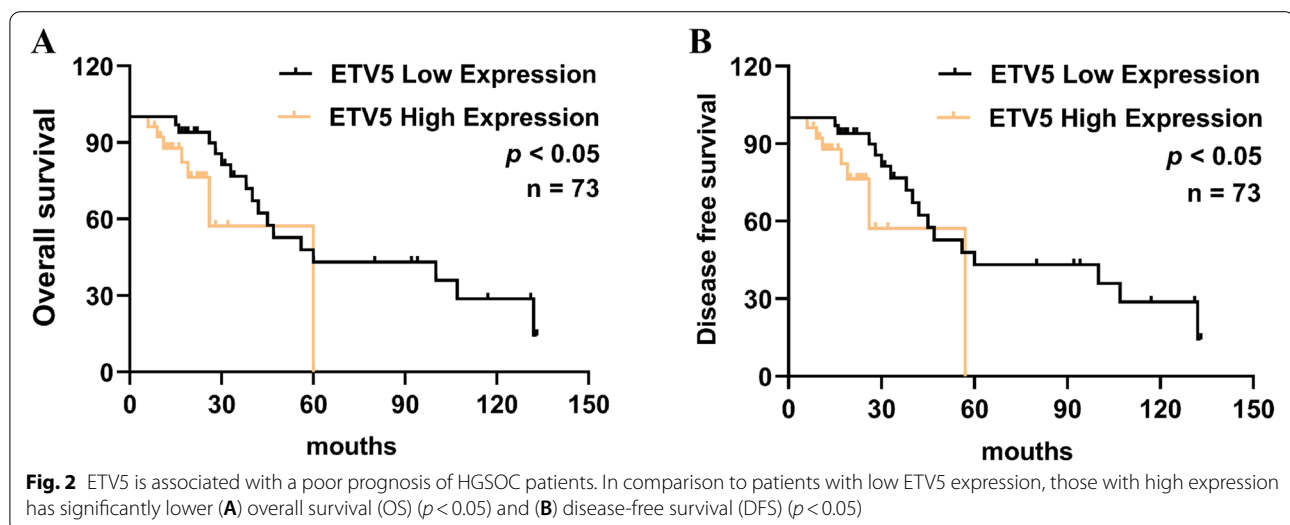 A
120
90
60
30
0
Overall survival
ETV5 Low Expression
ETV5 High Expression
p < 0.05
n = 73
0 30 60 90 120 150
mouths
B
120
90
60
30
0
Disease free survival
ETV5 Low Expression
ETV5 High Expression
p < 0.05
n = 73
0 30 60 90 120 150
mouths
Fig. 2 ETV5 is associated with a poor prognosis of HGSOC patients. In comparison to patients with low ETV5 expression, those with high expression
has significantly lower (A) overall survival (OS) (p < 0.05) and (B) disease-free survival (DFS) (p < 0.05)